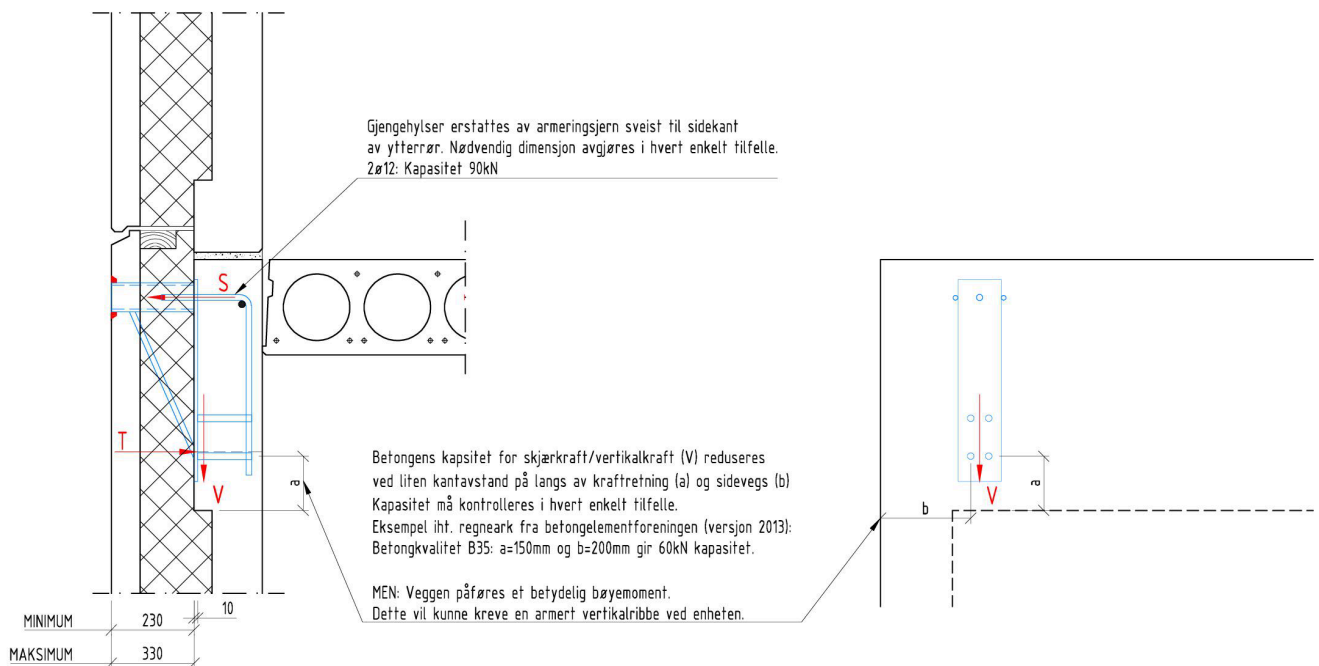 Gjengehylser erstattes av armeringsjern sveist til sidekant
av ytterrør. Nødvendig dimensjon avgjøres i hvert enkelt tilfelle.
2ø12: Kapasitet 90kN
S
T
V
a
Betongens kapsitet for skjærkraft/vertikalkraft (V) reduseres
ved liten kantavstand på langs av kraftretning (a) og sidevegs (b)
Kapasitet må kontrolleres i hvert enkelt tilfelle.
Eksempel iht. regneark fra betongelementforeningen (versjon 2013):
Betongkvalitet B35: a=150mm og b=200mm gir 60kN kapasitet.
MEN: Veggen påføres et betydelig bøyemoment.
Dette vil kunne kreve en armert vertikalribbe ved enheten.
V
a
b
10
MINIMUM 230
MAKSIMUM 330